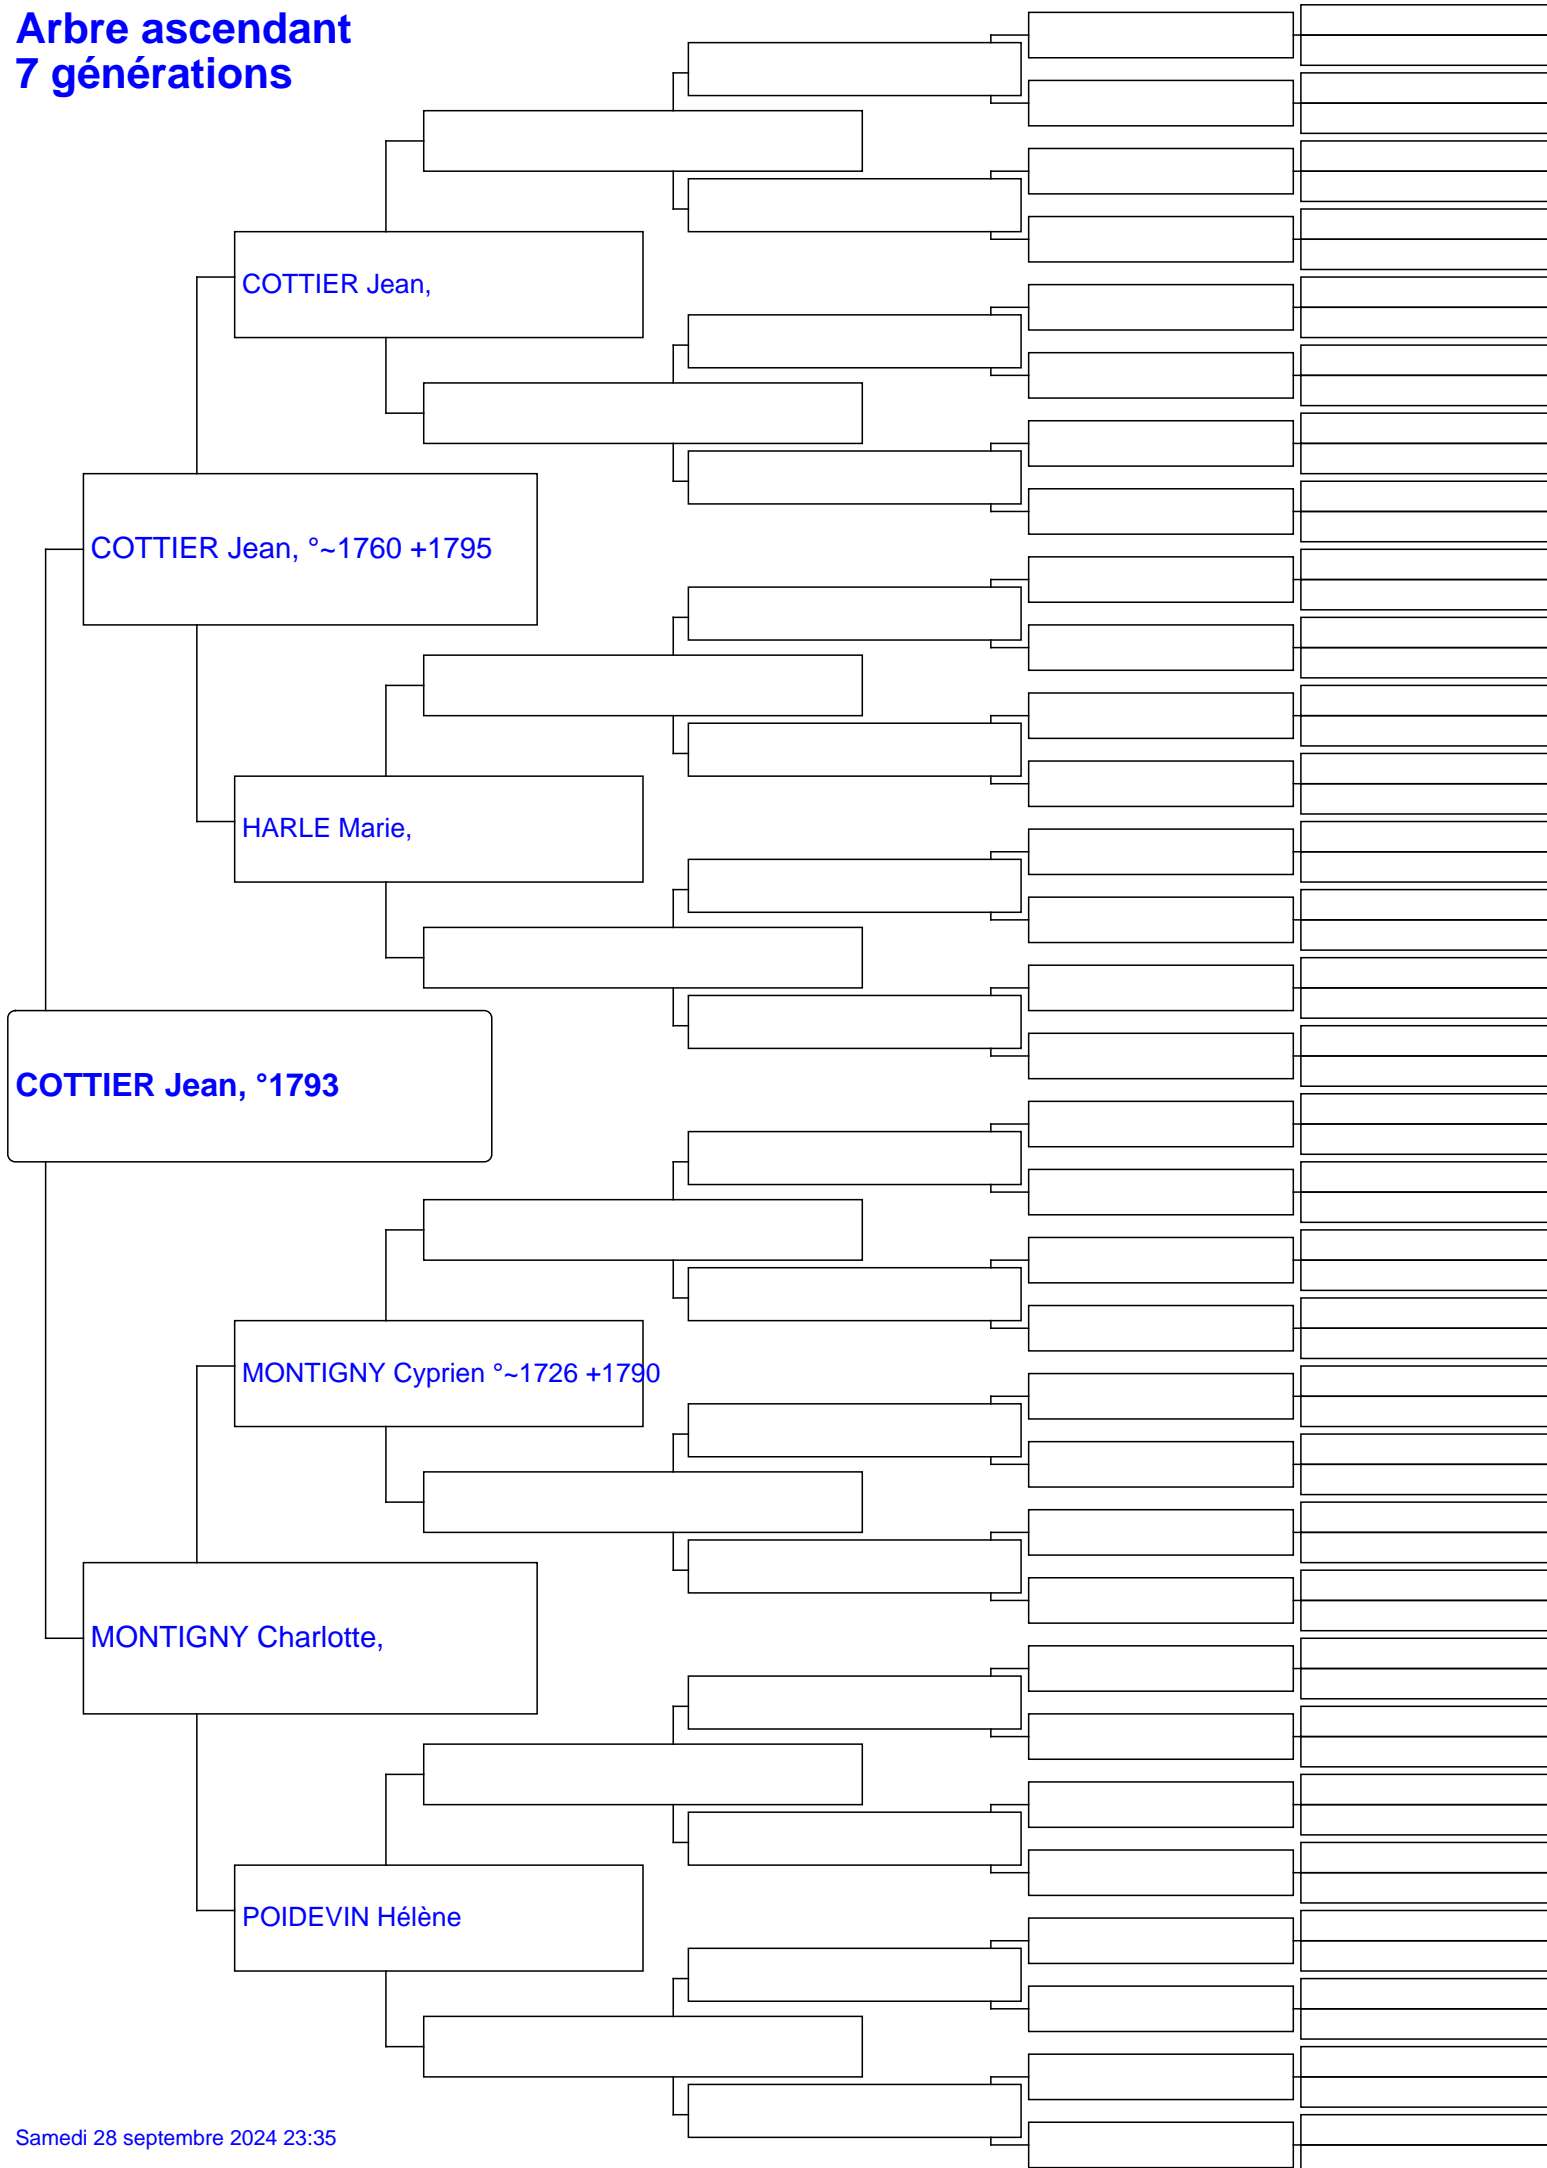 Arbre ascendant
7 générations
COTTIER Jean,
COTTIER Jean, °~1760 +1795
HARLE Marie,
COTTIER Jean, °1793
MONTIGNY Cyprien °~1726 +1790
MONTIGNY Charlotte,
POIDEVIN Hélène
Samedi 28 septembre 2024 23:35